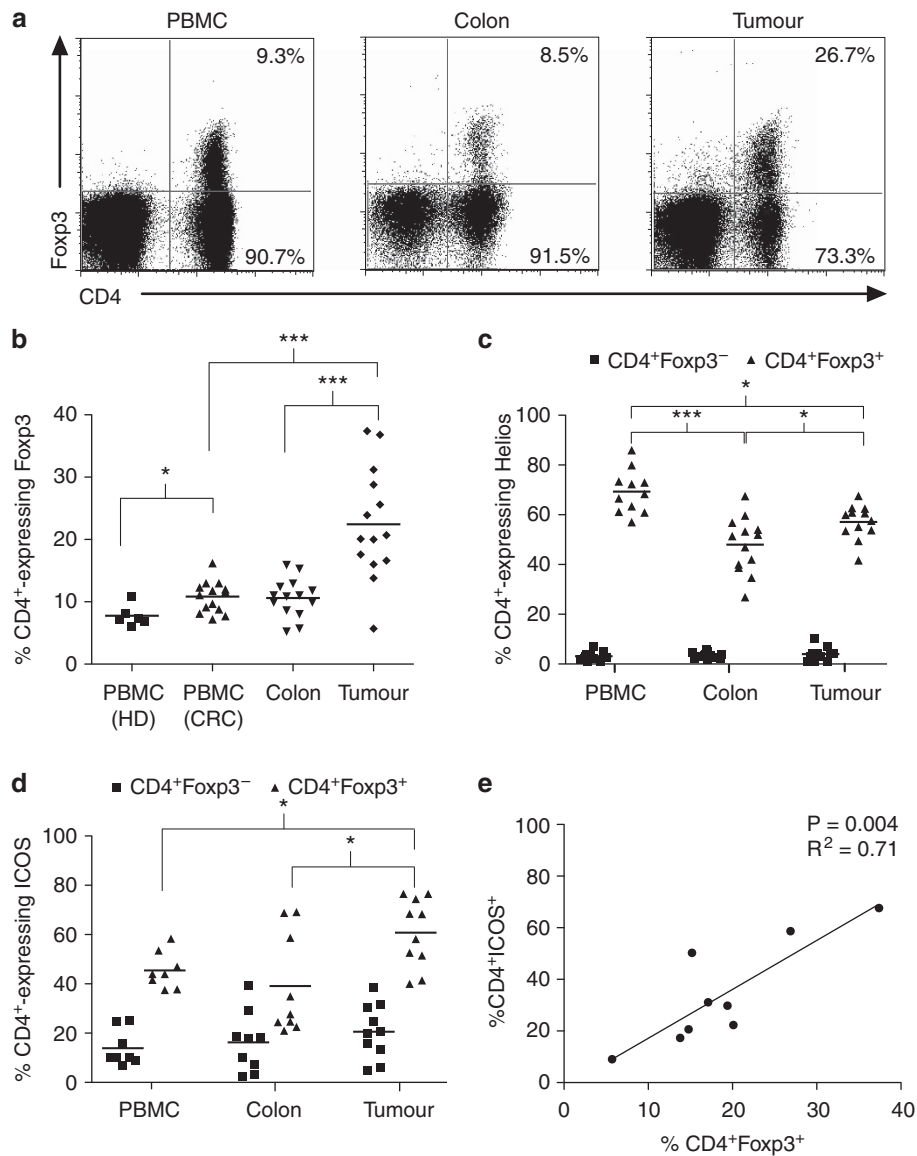 a
PBMC Colon Tumour
9.3% 8.5% 26.7%
Foxp3
90.7% 91.5% 73.3%
CD4
b
***
***
*
% CD4⁺-expressing Foxp3
40
30
20
10
0
PBMC (HD) PBMC (CRC) Colon Tumour
c
CD4⁺Foxp3⁻ CD4⁺Foxp3⁺
*
*** *
% CD4⁺-expressing Helios
100
80
60
40
20
0
PBMC Colon Tumour
d
CD4⁺Foxp3⁻ CD4⁺Foxp3⁺
*
*
% CD4⁺-expressing ICOS
100
80
60
40
20
0
PBMC Colon Tumour
e
P = 0.004
R² = 0.71
%CD4⁺ICOS⁺
100
80
60
40
20
0
0 10 20 30 40
% CD4⁺Foxp3⁺